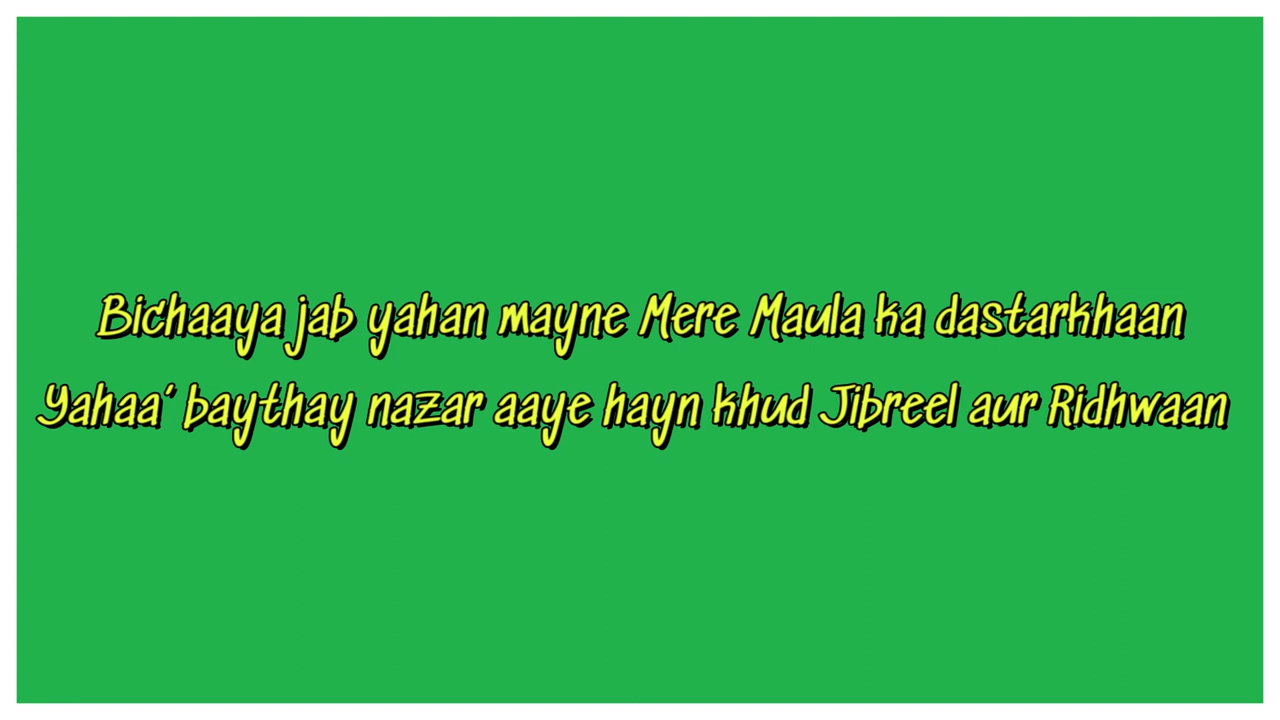 Bichaaya jab yahan mayne Mere Maula ka dastarkhaan
Yahaa' baythay nazar aaye hayn khud Jibreel aur Ridhwaan